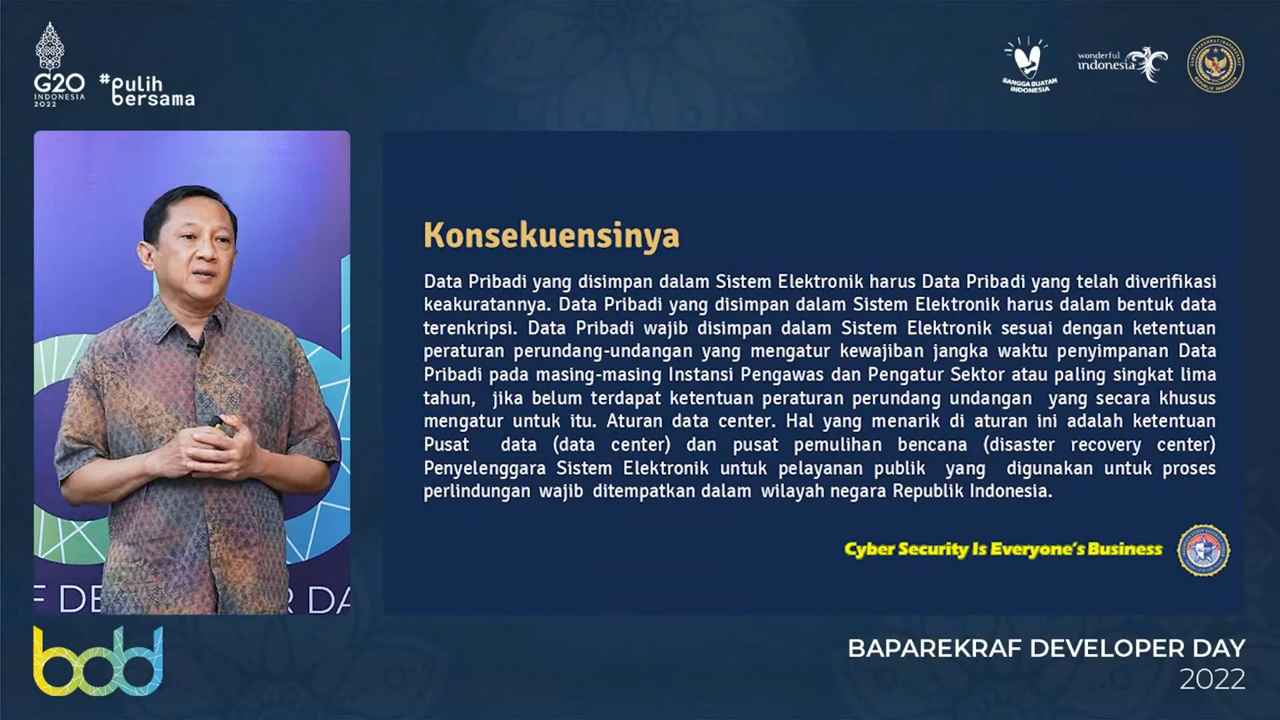 G20
INDONESIA
2022
#pulih
bersama
BANGGA BUATAN
INDONESIA
wonderful
indonesia
Konsekuensinya
Data Pribadi yang disimpan dalam Sistem Elektronik harus Data Pribadi yang telah diverifikasi
keakuratannya. Data Pribadi yang disimpan dalam Sistem Elektronik harus dalam bentuk data
terenkripsi. Data Pribadi wajib disimpan dalam Sistem Elektronik sesuai dengan ketentuan
peraturan perundang-undangan yang mengatur kewajiban jangka waktu penyimpanan Data
Pribadi pada masing-masing Instansi Pengawas dan Pengatur Sektor atau paling singkat lima
tahun, jika belum terdapat ketentuan peraturan perundang undangan yang secara khusus
mengatur untuk itu. Aturan data center. Hal yang menarik di aturan ini adalah ketentuan
Pusat data (data center) dan pusat pemulihan bencana (disaster recovery center)
Penyelenggara Sistem Elektronik untuk pelayanan publik yang digunakan untuk proses
perlindungan wajib ditempatkan dalam wilayah negara Republik Indonesia.
Cyber Security Is Everyone's Business
F DE R DA
bdd
BAPAREKRAF DEVELOPER DAY
2022